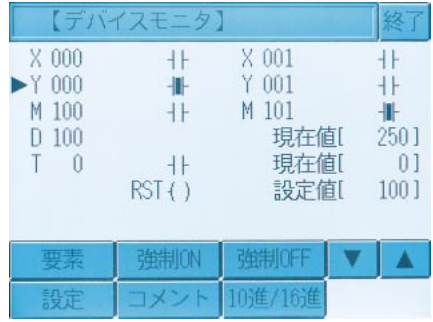 【デバイスモニタ】 終了
X 000 X 001
Y 000 Y 001
M 100 M 101
D 100 現在値[ 250]
T 0 現在値[ 0]
RST( ) 設定値[ 100]
要素 強制ON 強制OFF ▼ ▲
設定 コメント 10進/16進